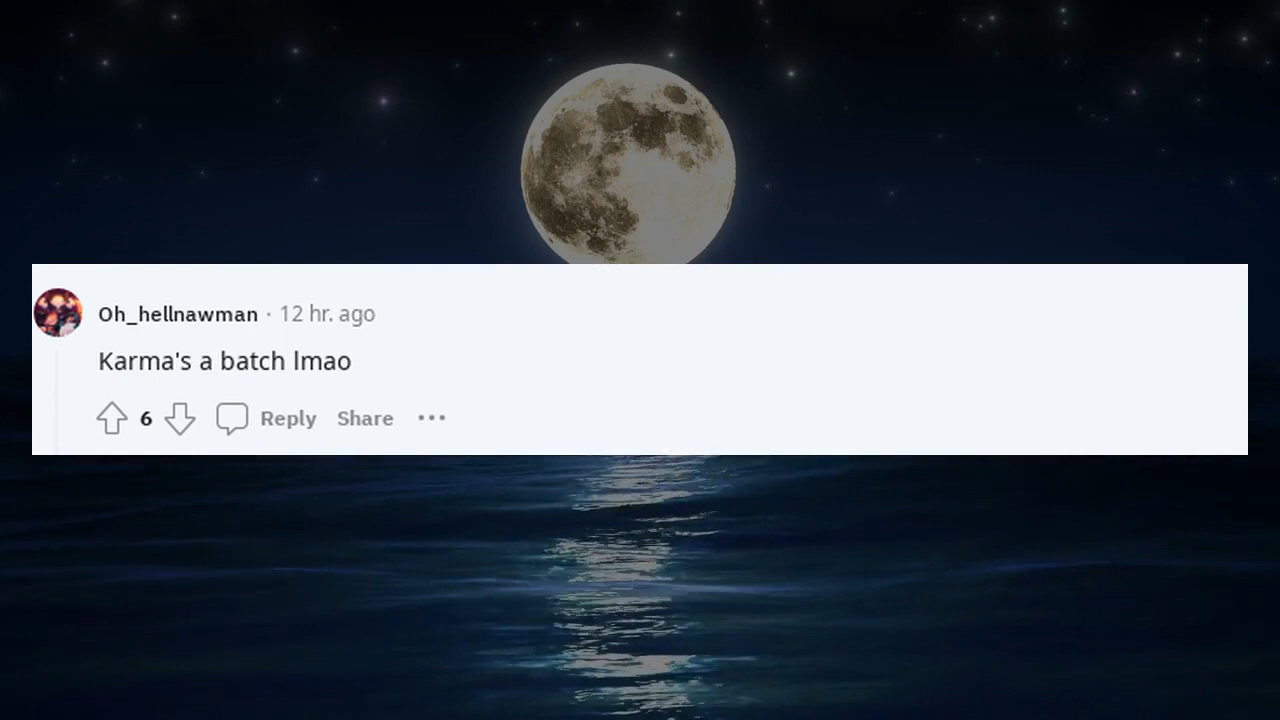 Oh_hellnawman · 12 hr. ago
Karma's a batch lmao
6 Reply Share ···